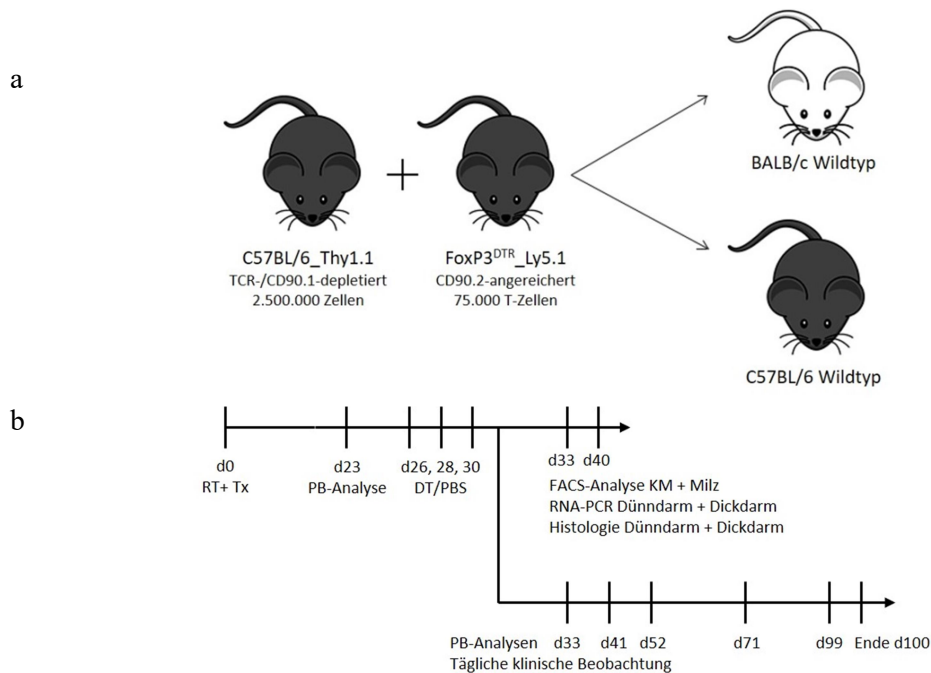 a
BALB/c Wildtyp
C57BL/6_Thy1.1
TCR-/CD90.1-depletiert
2.500.000 Zellen
FoxP3ᴰᵀᴿ_Ly5.1
CD90.2-angereichert
75.000 T-Zellen
C57BL/6 Wildtyp
b
d0
RT+ Tx
d23
PB-Analyse
d26, 28, 30
DT/PBS
d33 d40
FACS-Analyse KM + Milz
RNA-PCR Dünndarm + Dickdarm
Histologie Dünndarm + Dickdarm
PB-Analysen d33 d41 d52 d71 d99 Ende d100
Tägliche klinische Beobachtung